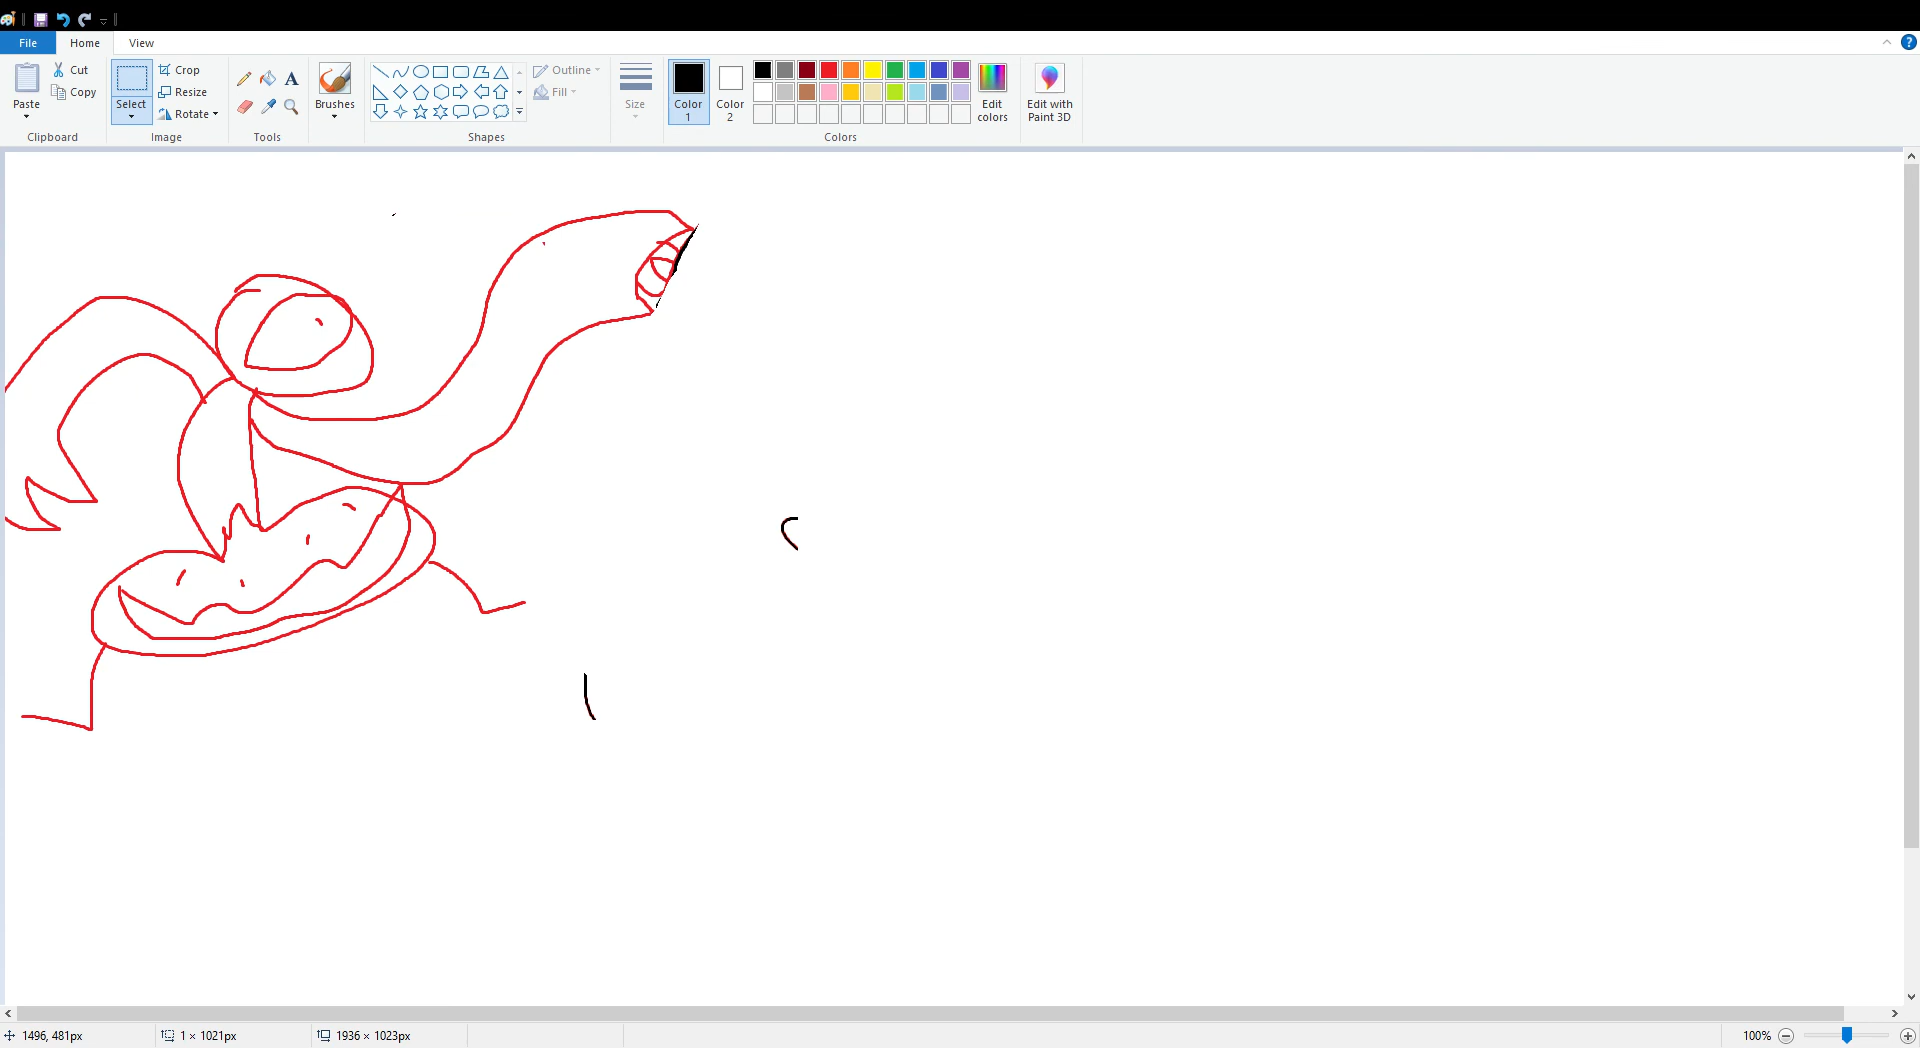 File Home View
Paste Cut Copy Select Crop Resize Rotate Brushes Outline Fill Size Color 1 Color 2 Edit colors Edit with Paint 3D
Clipboard Image Tools Shapes Colors
1496, 481px 1 × 1021px 1936 × 1023px 100%